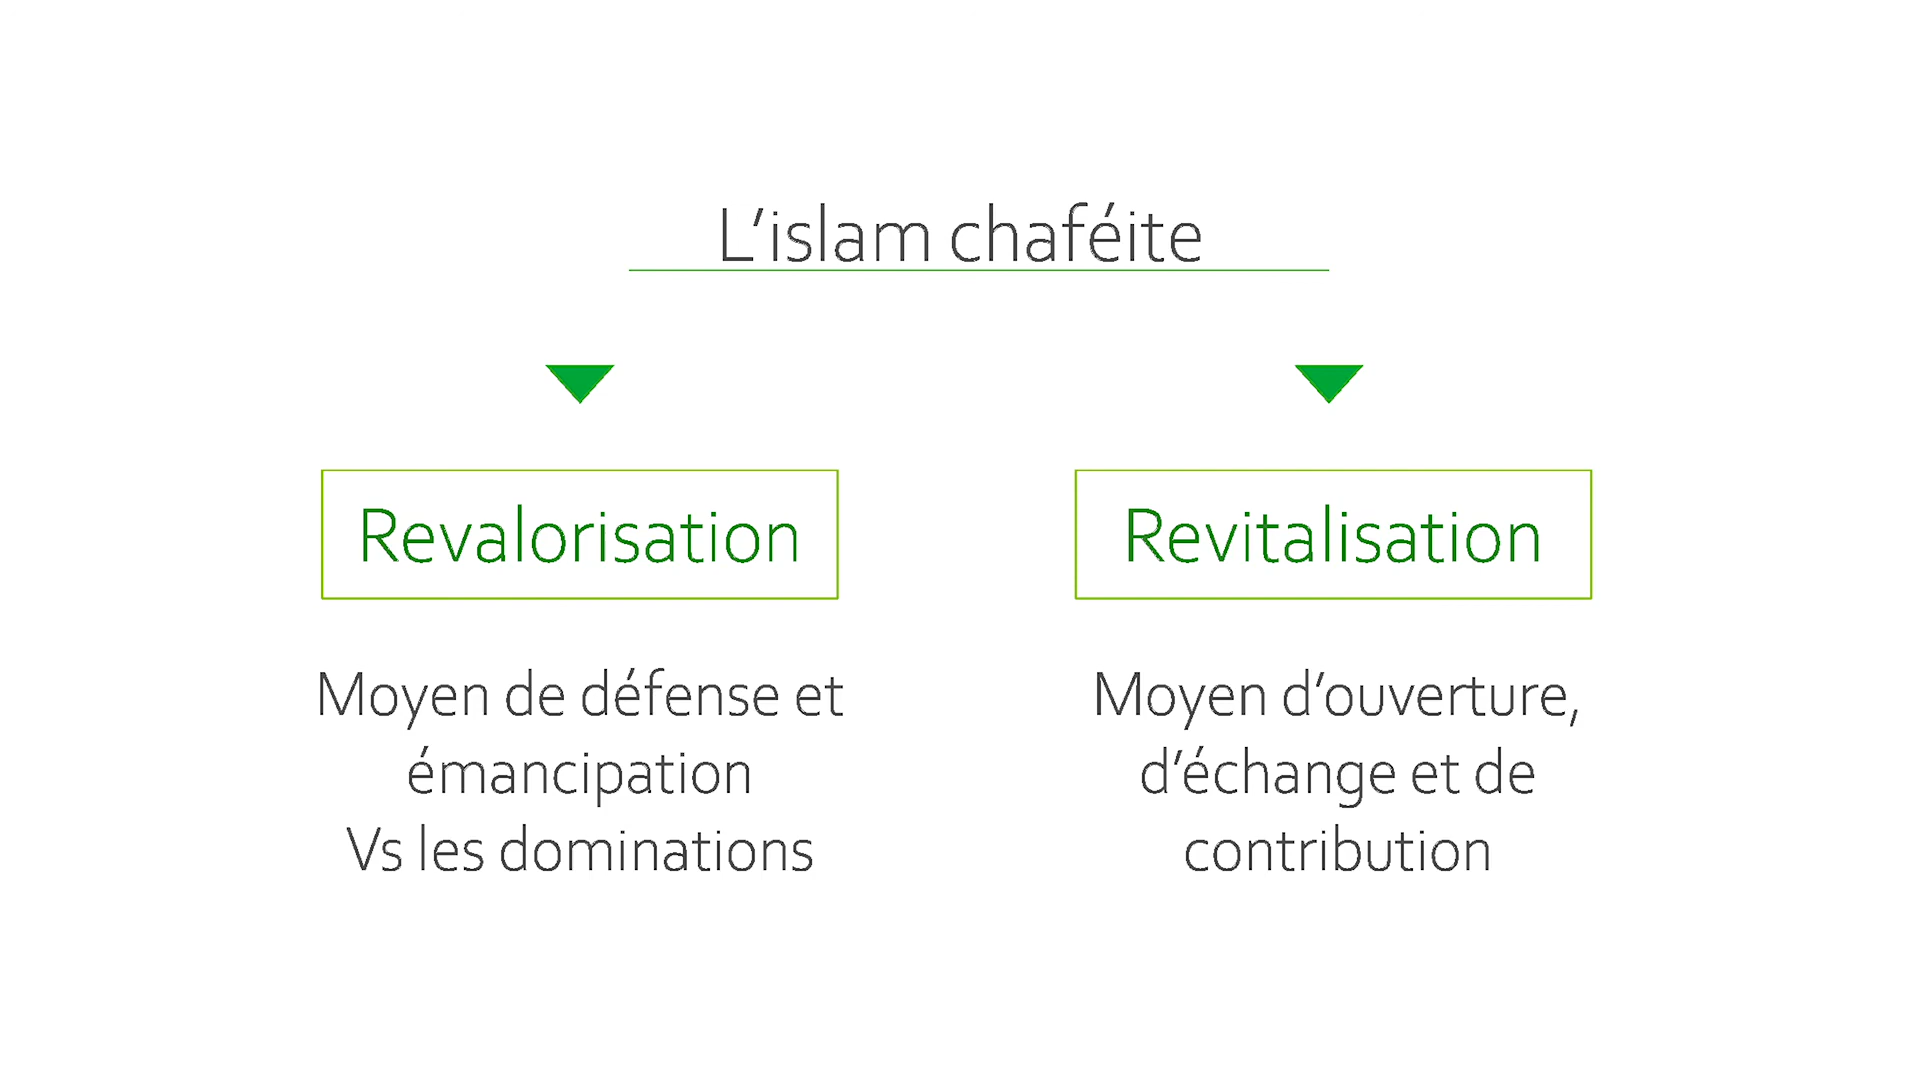 L’islam chaféite
Revalorisation
Moyen de défense et
émancipation
Vs les dominations
Revitalisation
Moyen d’ouverture,
d’échange et de
contribution